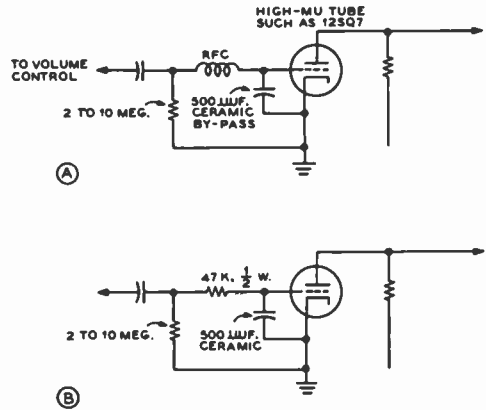 HIGH-MU TUBE
SUCH AS 12SQ7
RFC
TO VOLUME
CONTROL
2 TO 10 MEG.
500 µµF.
CERAMIC
BY-PASS
A
47 K, 1/2 W.
2 TO 10 MEG.
500 µµF.
CERAMIC
B